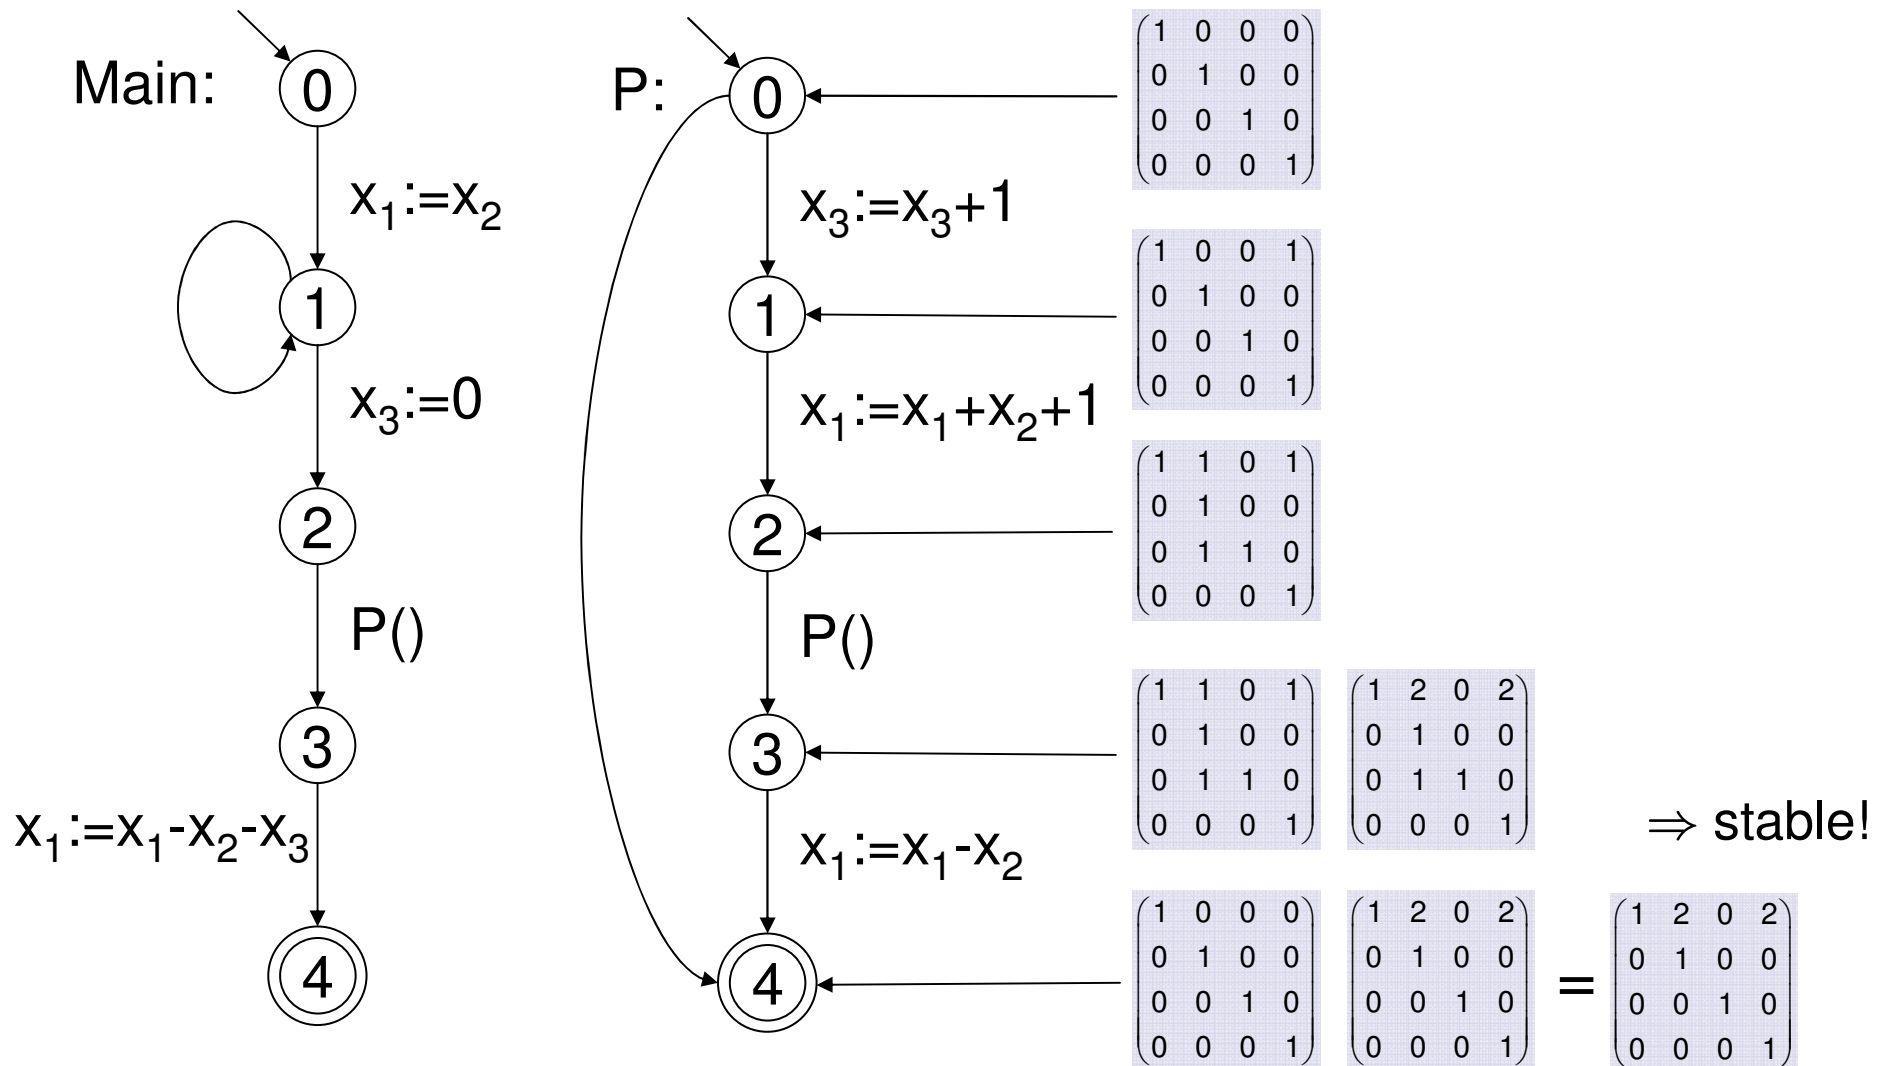 Main:
0
x₁:=x₂
1
x₃:=0
2
P()
3
x₁:=x₁-x₂-x₃
4
P:
0
x₃:=x₃+1
1
x₁:=x₁+x₂+1
2
P()
3
x₁:=x₁-x₂
4
1 0 0 0
0 1 0 0
0 0 1 0
0 0 0 1
1 0 0 1
0 1 0 0
0 0 1 0
0 0 0 1
1 1 0 1
0 1 0 0
0 1 1 0
0 0 0 1
1 1 0 1
0 1 0 0
0 1 1 0
0 0 0 1
1 2 0 2
0 1 0 0
0 1 1 0
0 0 0 1
⇒ stable!
1 0 0 0
0 1 0 0
0 0 1 0
0 0 0 1
1 2 0 2
0 1 0 0
0 0 1 0
0 0 0 1
=
1 2 0 2
0 1 0 0
0 0 1 0
0 0 0 1